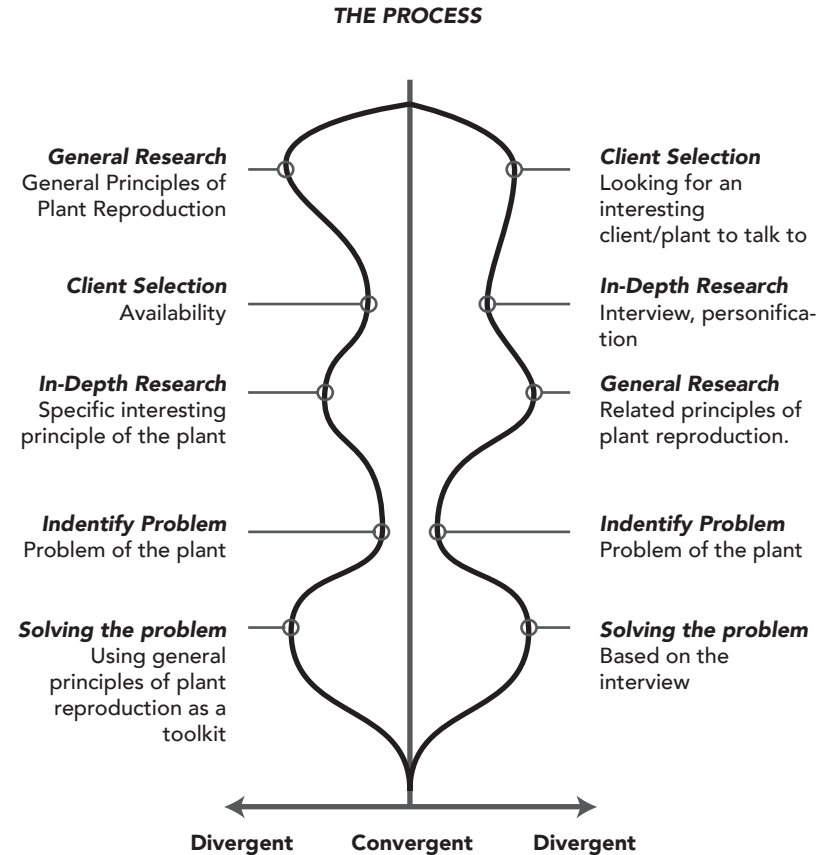 THE PROCESS
General Research
General Principles of
Plant Reproduction
Client Selection
Availability
In-Depth Research
Specific interesting
principle of the plant
Indentify Problem
Problem of the plant
Solving the problem
Using general
principles of plant
reproduction as a
toolkit
Client Selection
Looking for an
interesting
client/plant to talk to
In-Depth Research
Interview, personifica-
tion
General Research
Related principles of
plant reproduction.
Indentify Problem
Problem of the plant
Solving the problem
Based on the
interview
Divergent Convergent Divergent